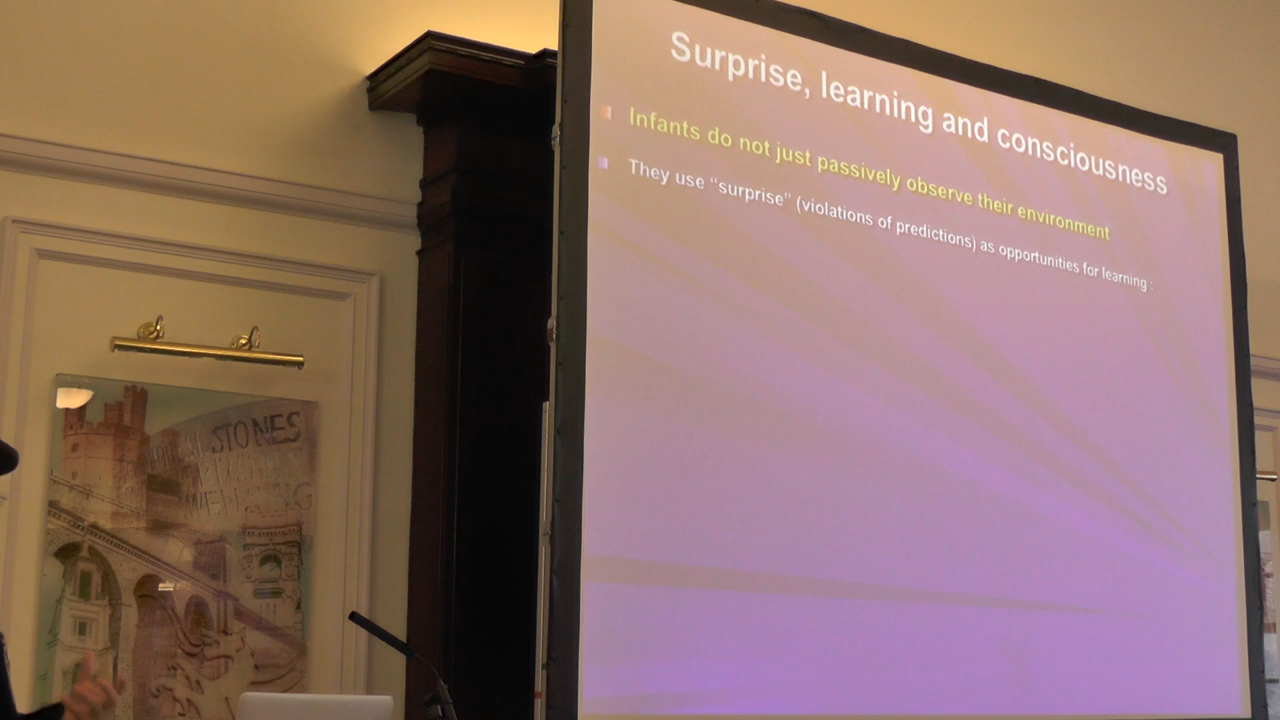 Surprise, learning and consciousness
Infants do not just passively observe their environment
They use “surprise” (violations of predictions) as opportunities for learning :
STONES